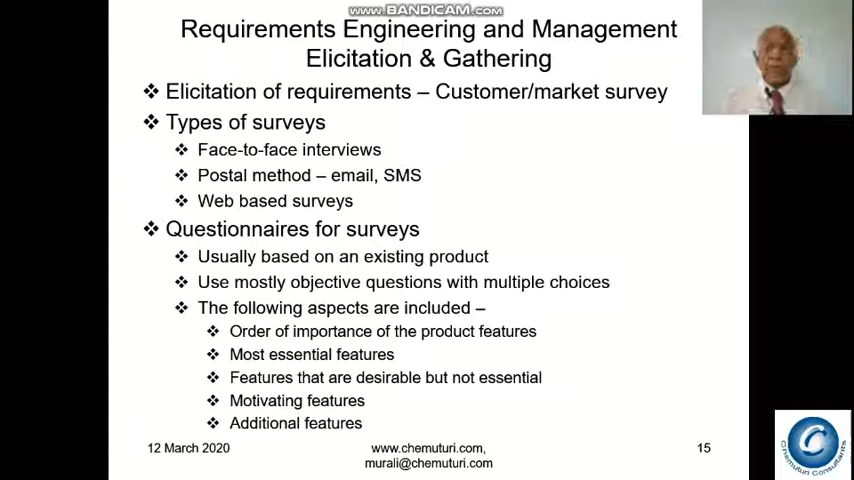 www.BANDICAM.com
Requirements Engineering and Management
Elicitation & Gathering
❖ Elicitation of requirements – Customer/market survey
❖ Types of surveys
❖ Face-to-face interviews
❖ Postal method – email, SMS
❖ Web based surveys
❖ Questionnaires for surveys
❖ Usually based on an existing product
❖ Use mostly objective questions with multiple choices
❖ The following aspects are included –
❖ Order of importance of the product features
❖ Most essential features
❖ Features that are desirable but not essential
❖ Motivating features
❖ Additional features
12 March 2020
www.chemuturi.com,
murali@chemuturi.com
15
C
Chemuturi Consultants